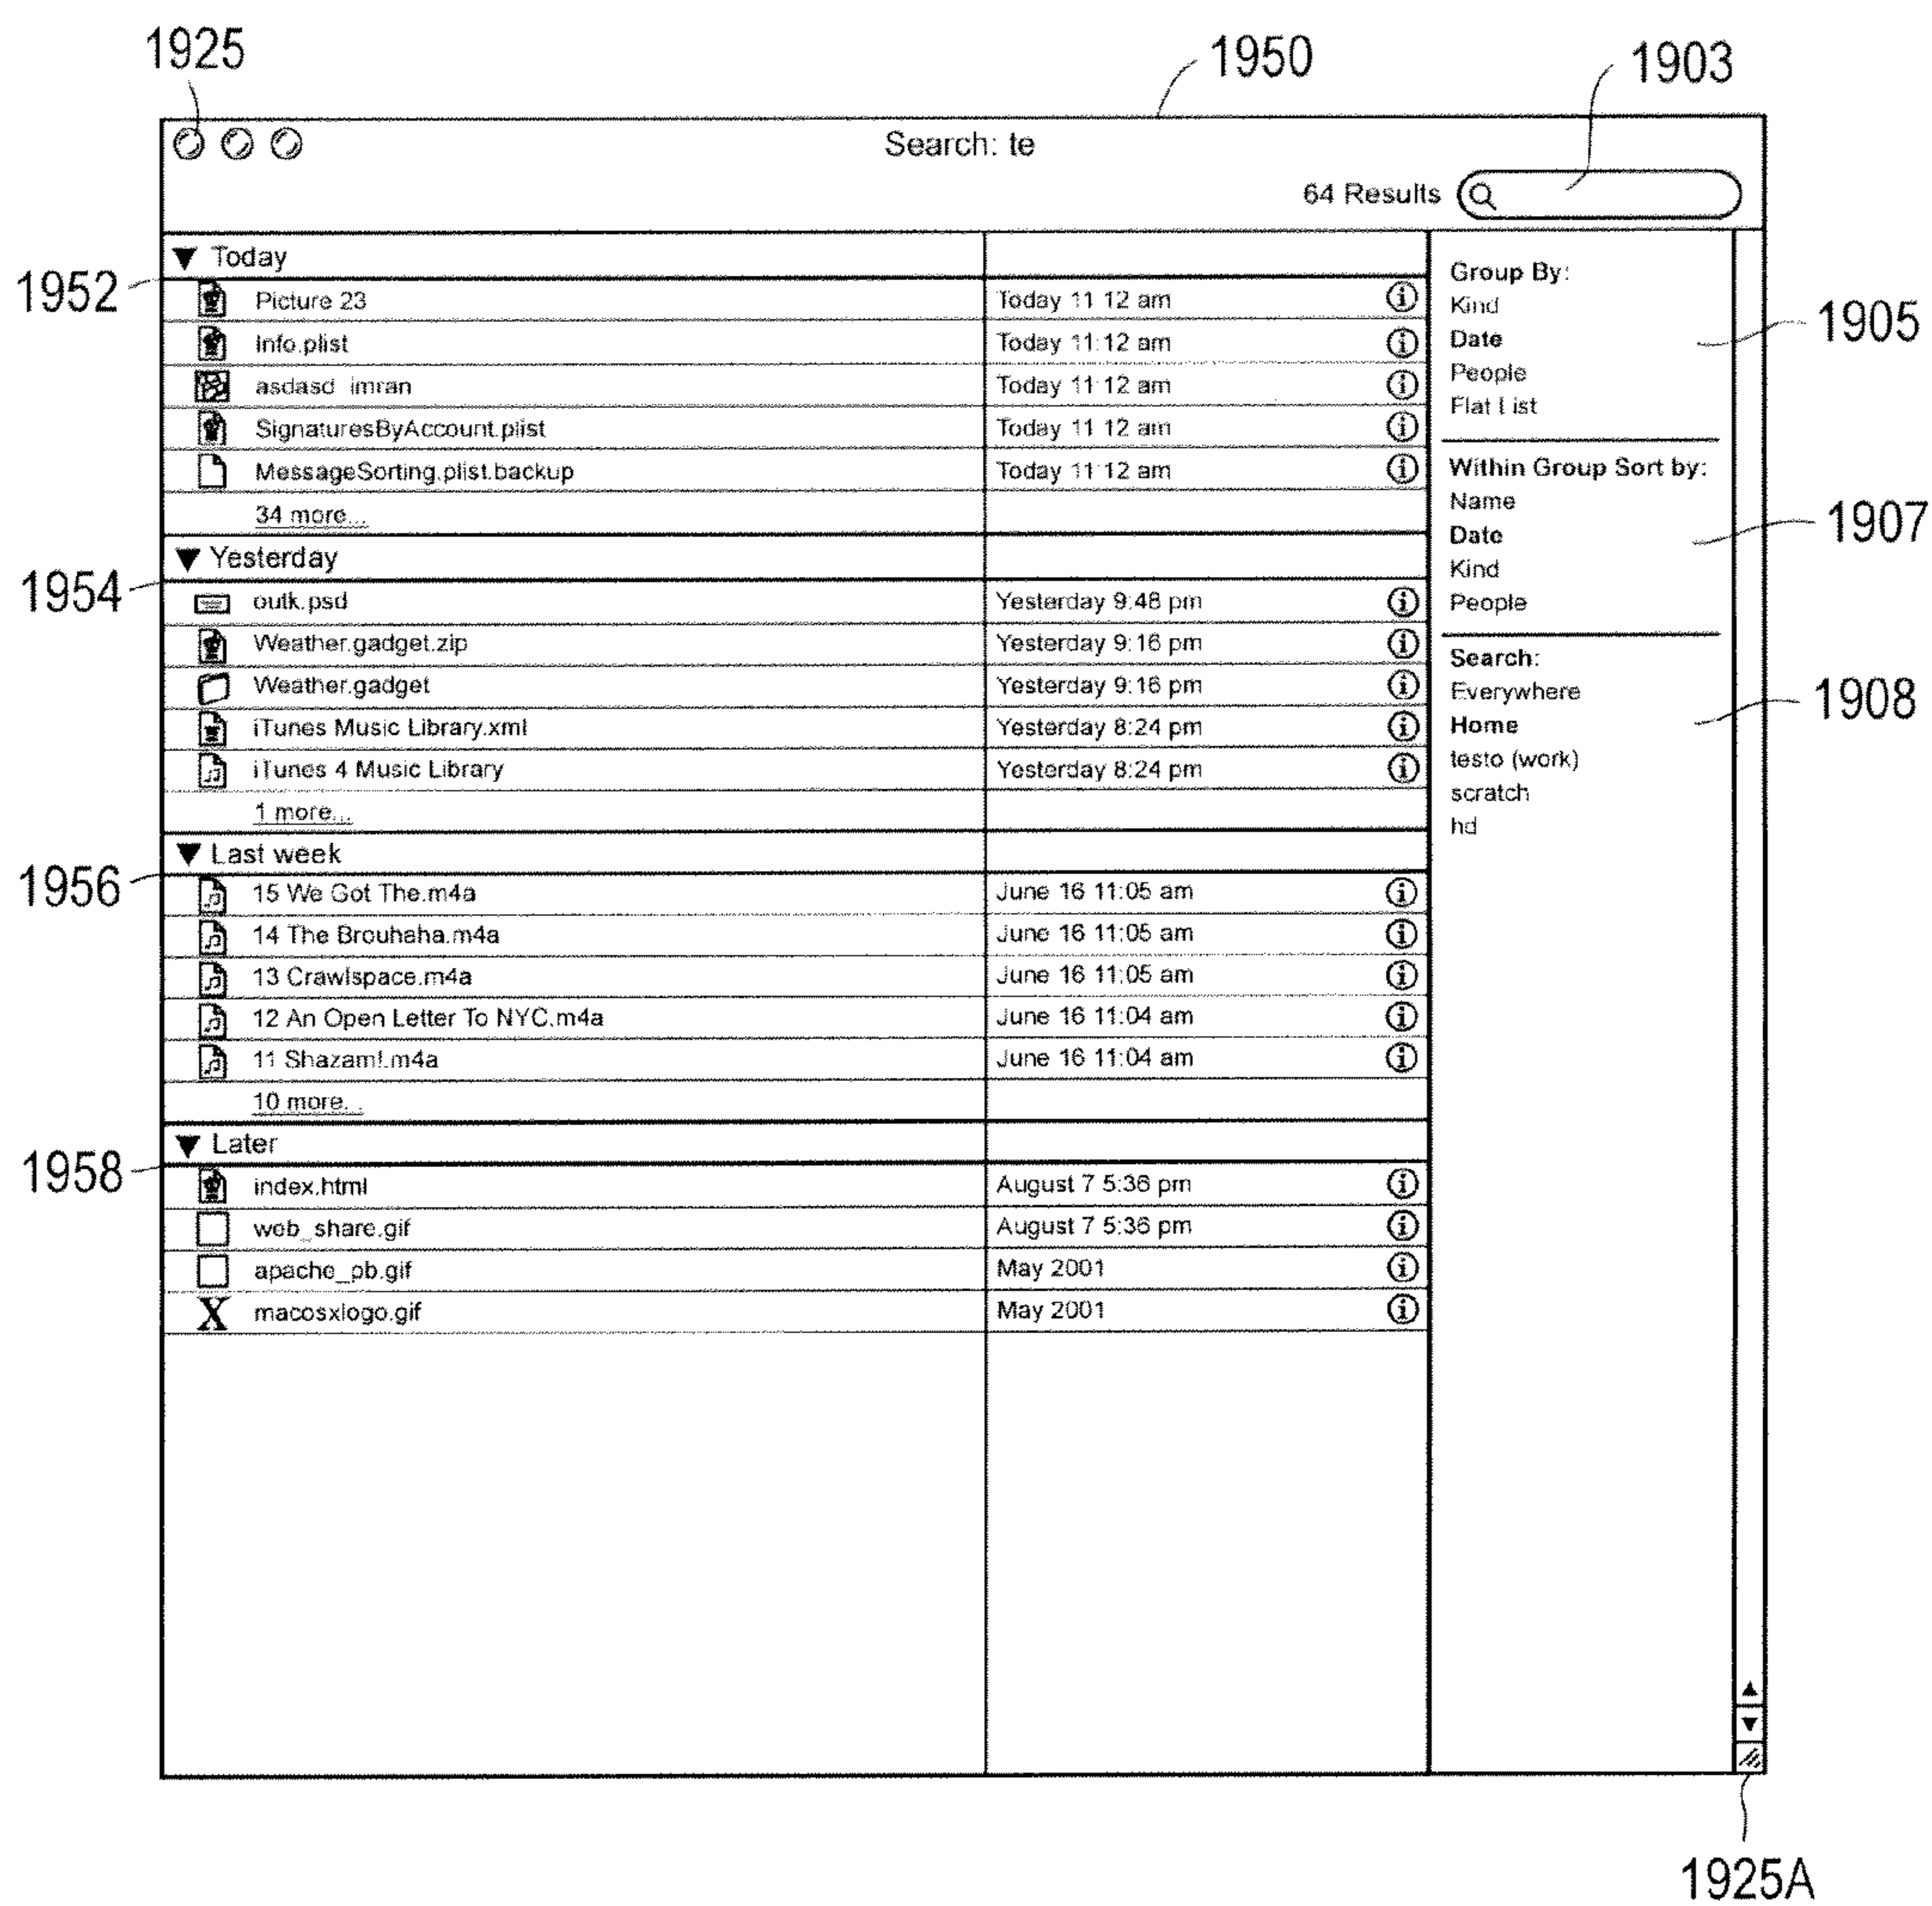 1925
1950
1903
Search: te
64 Results
Today
1952
Picture 23 Today 11 12 am
Info.plist Today 11:12 am
asdasd imran Today 11 12 am
SignaturesByAccount.plist Today 11 12 am
MessageSorting.plist.backup Today 11 12 am
34 more...
Yesterday
1954
outk.psd Yesterday 9:48 pm
Weather.gadget.zip Yesterday 9:16 pm
Weather.gadget Yesterday 9:16 pm
iTunes Music Library.xml Yesterday 8:24 pm
iTunes 4 Music Library Yesterday 8:24 pm
1 more...
Last week
1956
15 We Got The.m4a June 16 11:05 am
14 The Brouhaha.m4a June 16 11:05 am
13 Crawlspace.m4a June 16 11:05 am
12 An Open Letter To NYC.m4a June 16 11:04 am
11 Shazam!.m4a June 16 11:04 am
10 more...
Later
1958
index.html August 7 5:36 pm
web_share.gif August 7 5:36 pm
apache_pb.gif May 2001
macosxlogo.gif May 2001
Group By:
Kind
Date
People
Flat List
1905
Within Group Sort by:
Name
Date
Kind
People
1907
Search:
Everywhere
Home
testo (work)
scratch
hd
1908
1925A